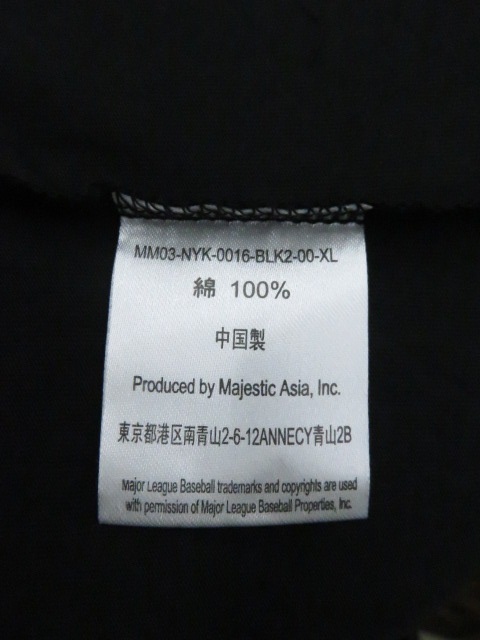 MM03-NYK-0016-BLK2-00-XL
綿 100%
中国製
Produced by Majestic Asia, Inc.
東京都港区南青山2-6-12ANNECY青山2B
Major League Baseball trademarks and copyrights are used
with permission of Major League Baseball Properties, Inc.